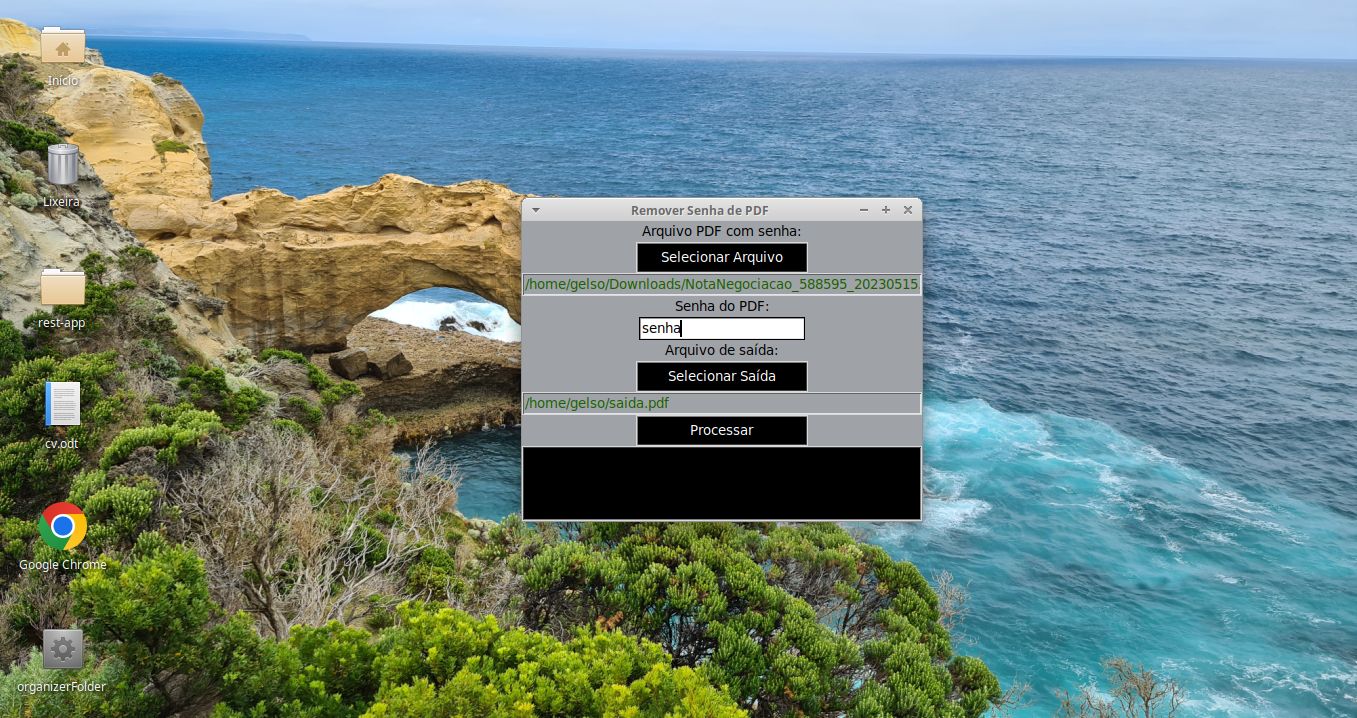 Início
Lixeira
rest-app
cv.odt
Google Chrome
organizerFolder
Remover Senha de PDF
Arquivo PDF com senha:
Selecionar Arquivo
/home/gelso/Downloads/NotaNegociacao_588595_20230515
Senha do PDF:
senha
Arquivo de saída:
Selecionar Saída
/home/gelso/saida.pdf
Processar